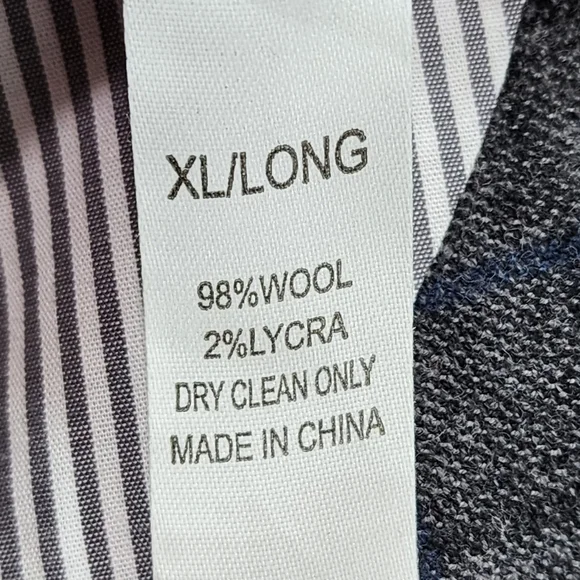 XL/LONG
98%WOOL
2%LYCRA
DRY CLEAN ONLY
MADE IN CHINA